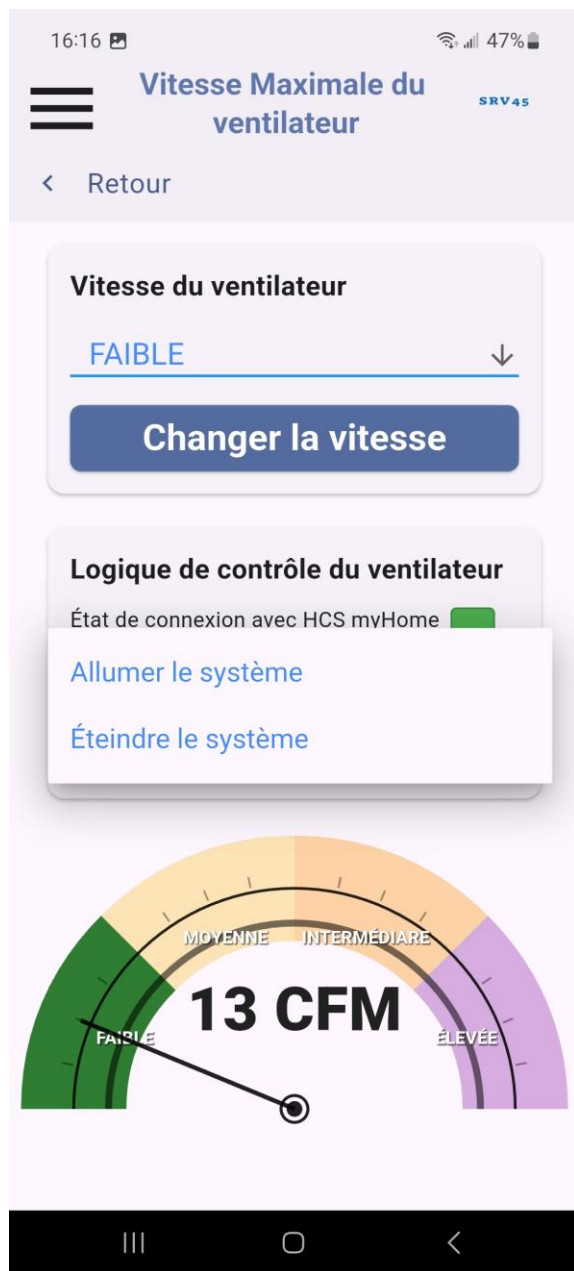 16:16
47%
Vitesse Maximale du
ventilateur
SRV45
Retour
Vitesse du ventilateur
FAIBLE
Changer la vitesse
Logique de contrôle du ventilateur
État de connexion avec HCS myHome
Allumer le système
Éteindre le système
MOYENNE
INTERMÉDIARE
13 CFM
FAIBLE
ÉLEVÉE